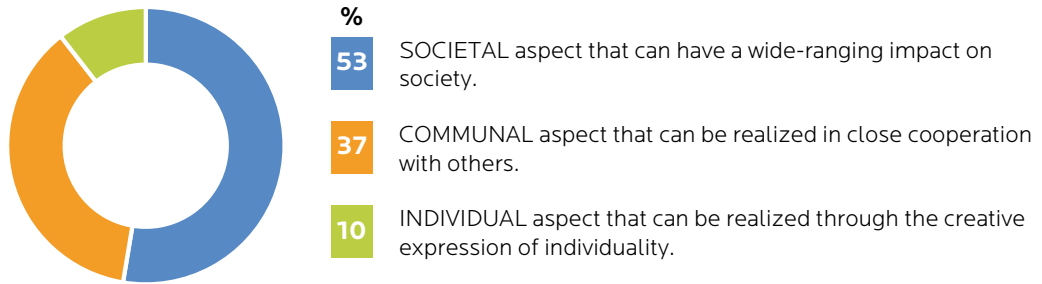 %
53
SOCIETAL aspect that can have a wide-ranging impact on
society.
37
COMMUNAL aspect that can be realized in close cooperation
with others.
10
INDIVIDUAL aspect that can be realized through the creative
expression of individuality.